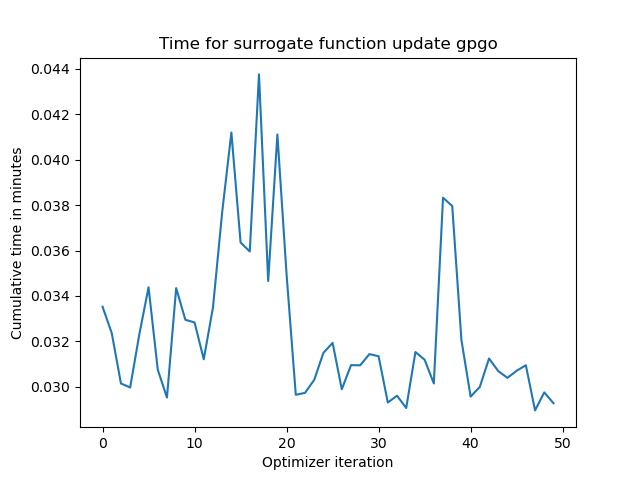 Time for surrogate function update gpgo
Cumulative time in minutes
0.044
0.042
0.040
0.038
0.036
0.034
0.032
0.030
0 10 20 30 40 50
Optimizer iteration